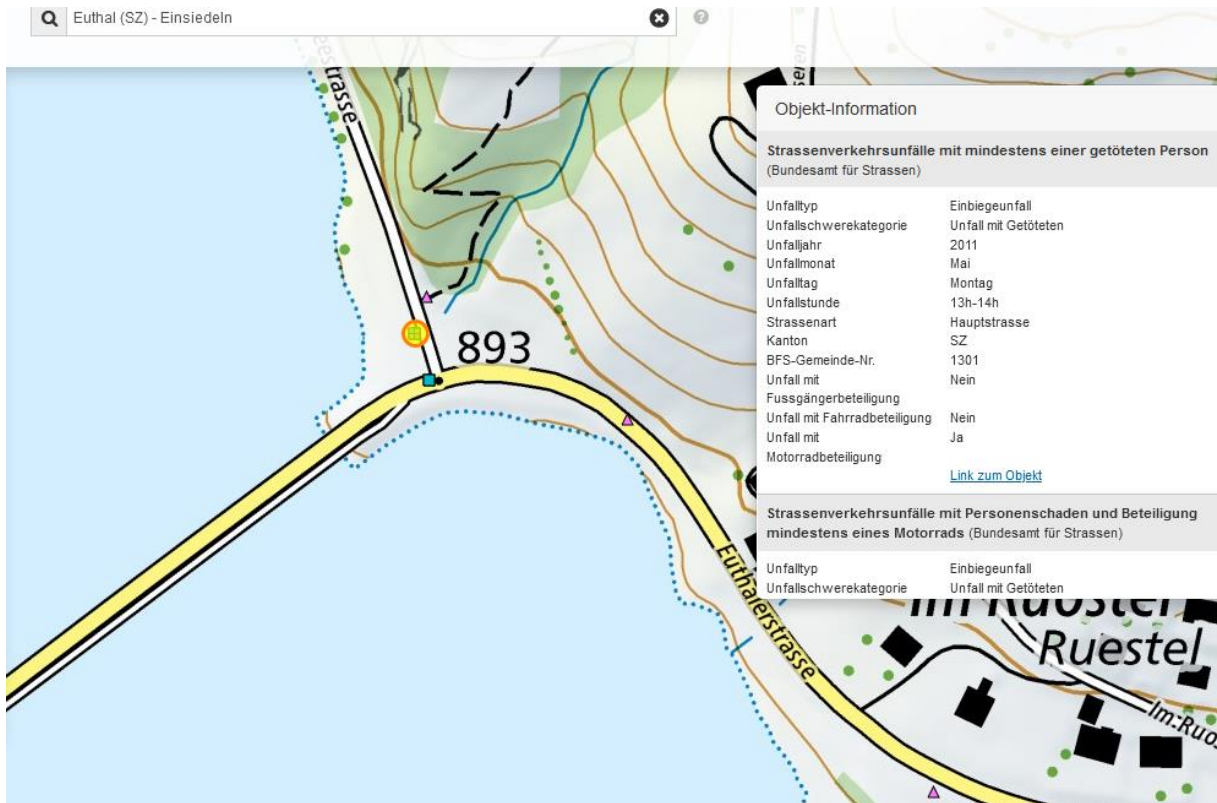 Euthal (SZ) - Einsiedeln
eestrasse
seren
Objekt-Information
Strassenverkehrsunfälle mit mindestens einer getöteten Person
(Bundesamt für Strassen)
Unfalltyp Einbiegeunfall
Unfallschwerekategorie Unfall mit Getöteten
Unfalljahr 2011
Unfallmonat Mai
Unfalltag Montag
Unfallstunde 13h-14h
Strassenart Hauptstrasse
Kanton SZ
BFS-Gemeinde-Nr. 1301
Unfall mit Nein
Fussgängerbeteiligung
Unfall mit Fahrradbeteiligung Nein
Unfall mit Ja
Motorradbeteiligung
Link zum Objekt
Strassenverkehrsunfälle mit Personenschaden und Beteiligung
mindestens eines Motorrads (Bundesamt für Strassen)
Unfalltyp Einbiegeunfall
Unfallschwerekategorie Unfall mit Getöteten
893
Euthalerstrasse
Im Ruostel
Ruestel
Im Ruos